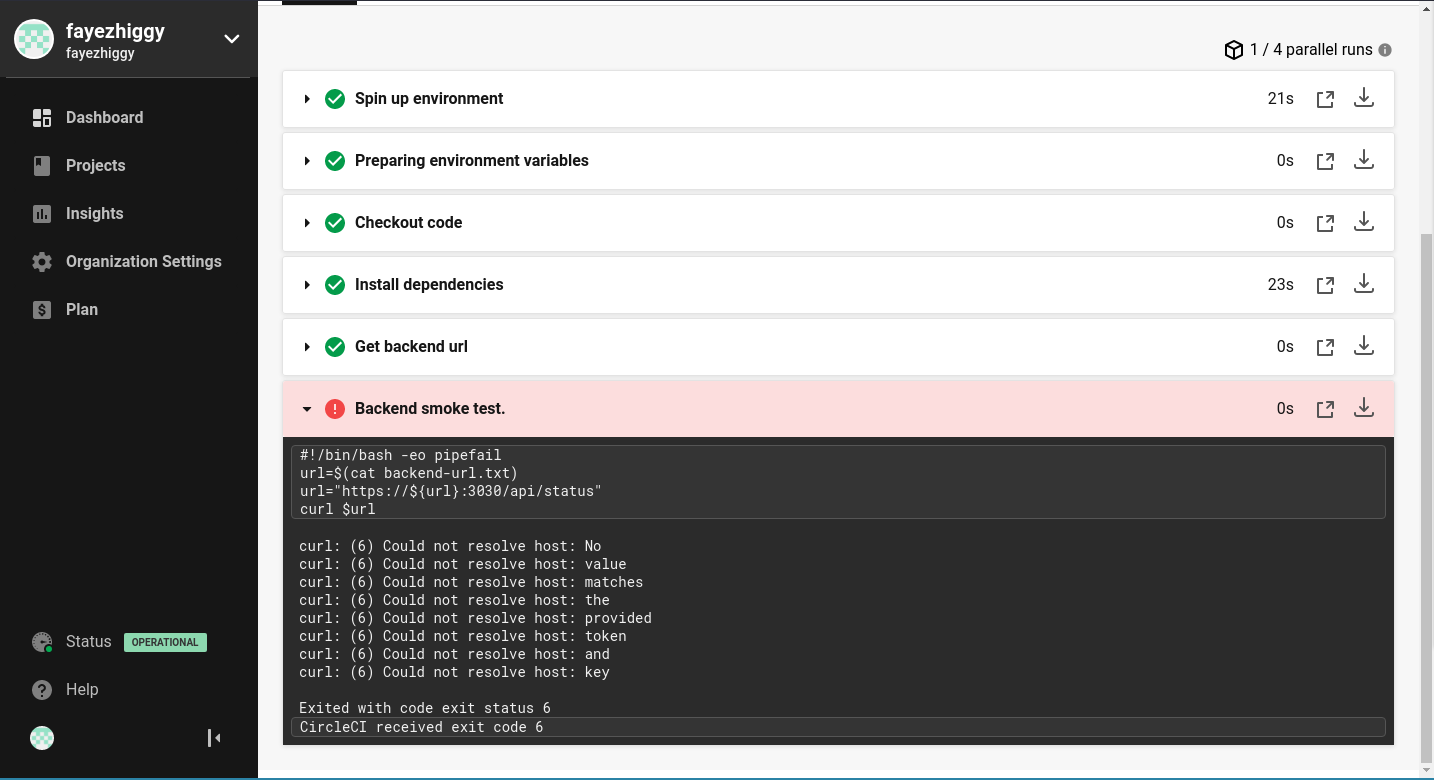 fayezhiggy
fayezhiggy
Dashboard
Projects
Insights
Organization Settings
Plan
Status OPERATIONAL
Help
1 / 4 parallel runs
Spin up environment 21s
Preparing environment variables 0s
Checkout code 0s
Install dependencies 23s
Get backend url 0s
Backend smoke test. 0s
#!/bin/bash -eo pipefail
url=$(cat backend-url.txt)
url="https://${url}:3030/api/status"
curl $url
curl: (6) Could not resolve host: No
curl: (6) Could not resolve host: value
curl: (6) Could not resolve host: matches
curl: (6) Could not resolve host: the
curl: (6) Could not resolve host: provided
curl: (6) Could not resolve host: token
curl: (6) Could not resolve host: and
curl: (6) Could not resolve host: key
Exited with code exit status 6
CircleCI received exit code 6